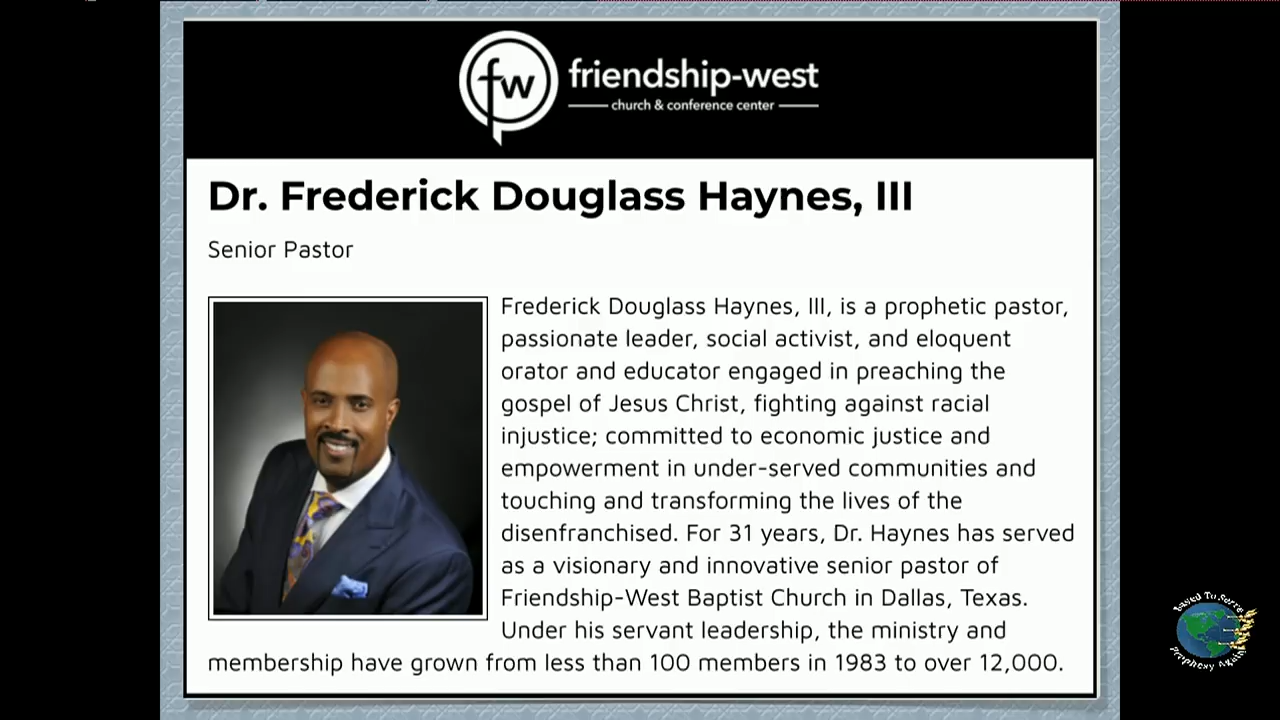 fw
friendship-west
church & conference center
Dr. Frederick Douglass Haynes, III
Senior Pastor
Frederick Douglass Haynes, III, is a prophetic pastor,
passionate leader, social activist, and eloquent
orator and educator engaged in preaching the
gospel of Jesus Christ, fighting against racial
injustice; committed to economic justice and
empowerment in under-served communities and
touching and transforming the lives of the
disenfranchised. For 31 years, Dr. Haynes has served
as a visionary and innovative senior pastor of
Friendship-West Baptist Church in Dallas, Texas.
Under his servant leadership, the ministry and
membership have grown from less than 100 members in 1983 to over 12,000.
Prophecy Again